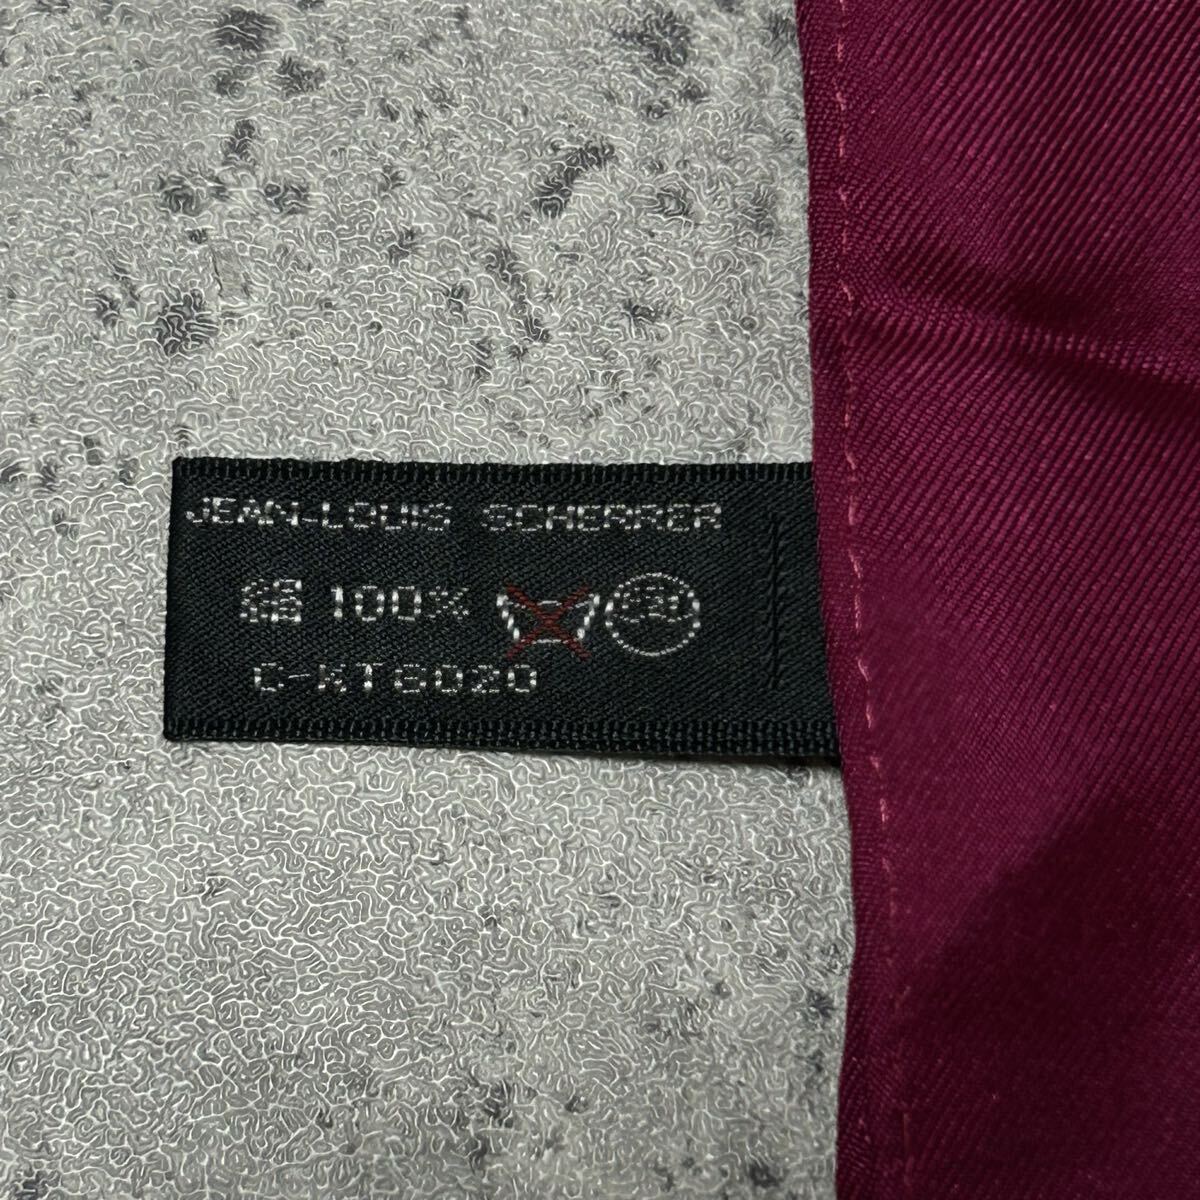 JEAN-LOUIS SCHERRER
絹 100%
C-KT8020